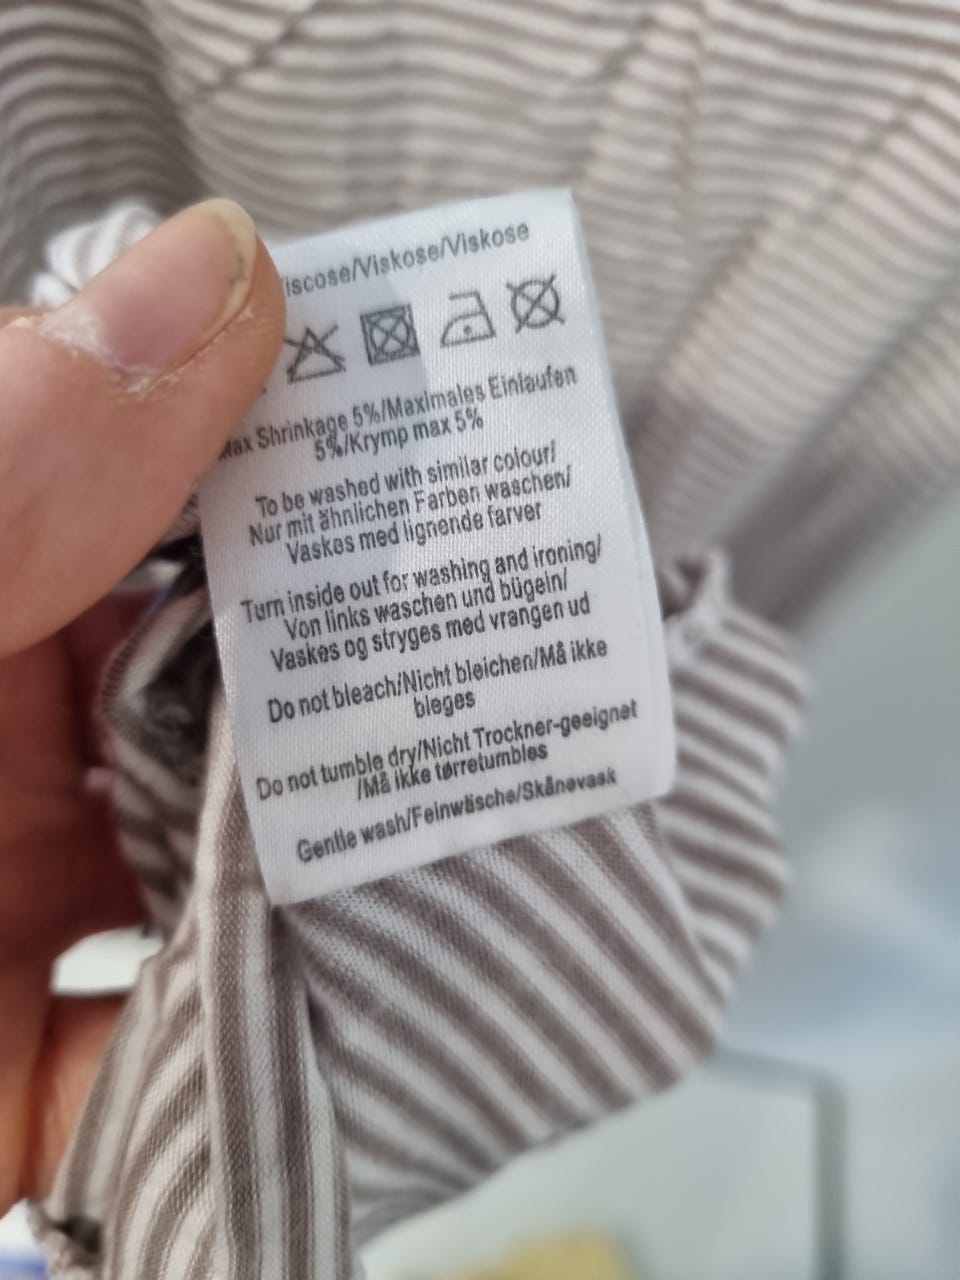 /Viskose/Viskose
Max Shrinkage 5%/Maximales Einlaufen
5%/Krymp max 5%
To be washed with similar colour/
Nur mit ähnlichen Farben waschen/
Vaskes med lignende farver
Turn inside out for washing and ironing/
Von links waschen und bügeln/
Vaskes og stryges med vrangen ud
Do not bleach/Nicht bleichen/Må ikke
bleges
Do not tumble dry/Nicht Trockner-geeignet
/Må ikke tørretumbles
Gentle wash/Feinwäsche/Skånevask